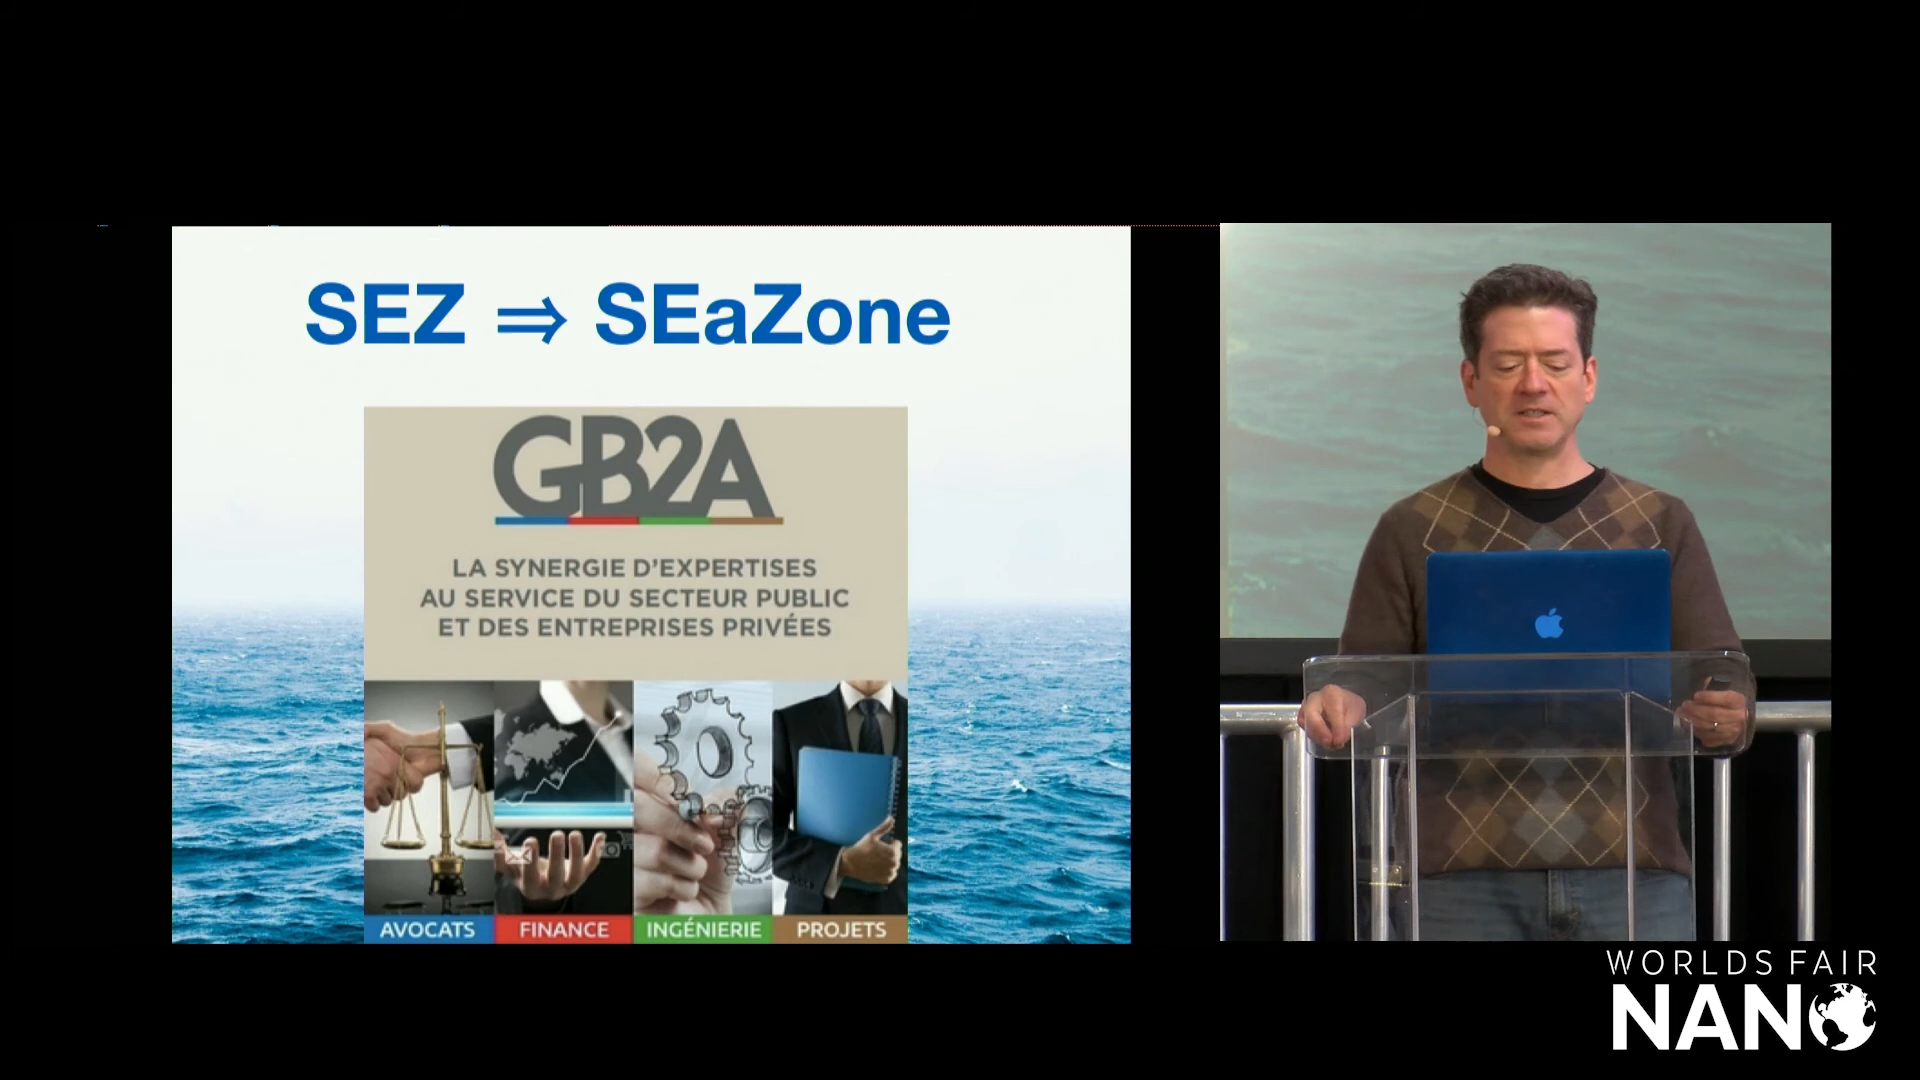 SEZ ⇒ SEaZone
GB2A
LA SYNERGIE D'EXPERTISES
AU SERVICE DU SECTEUR PUBLIC
ET DES ENTREPRISES PRIVÉES
AVOCATS FINANCE INGÉNIERIE PROJETS
WORLDS FAIR
NANO